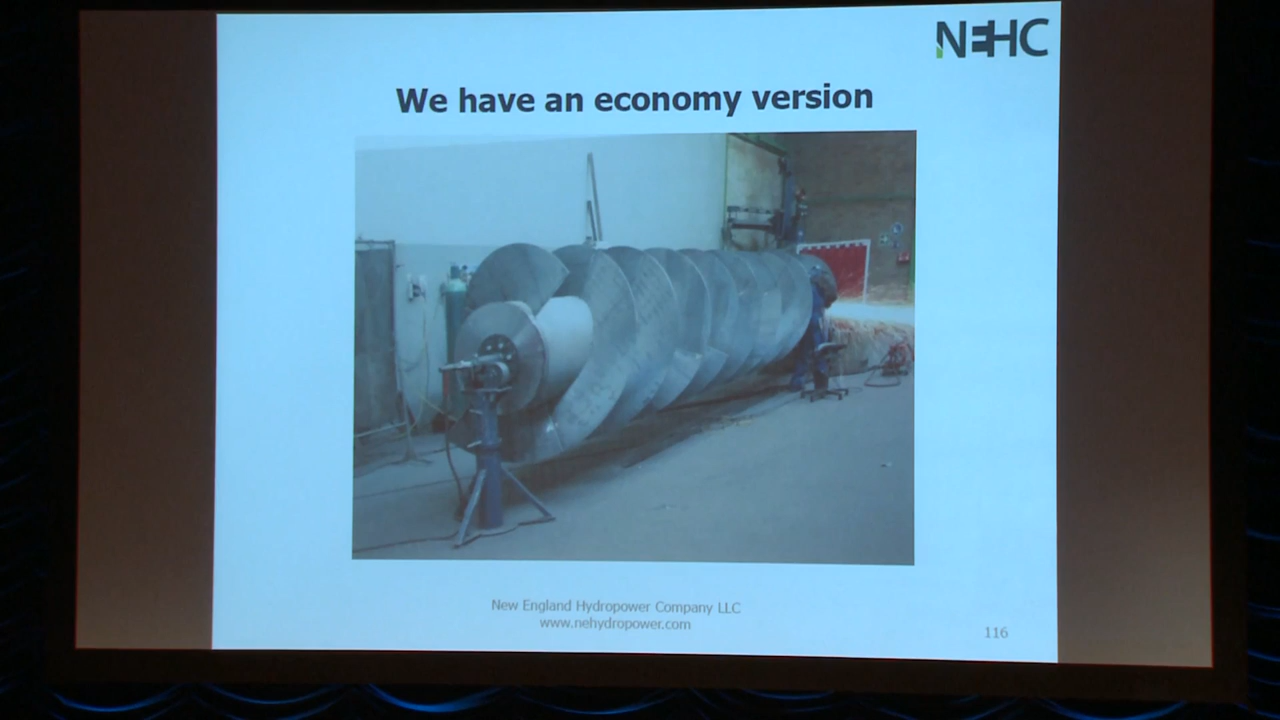 NEHC
We have an economy version
New England Hydropower Company LLC
www.nehydropower.com
116